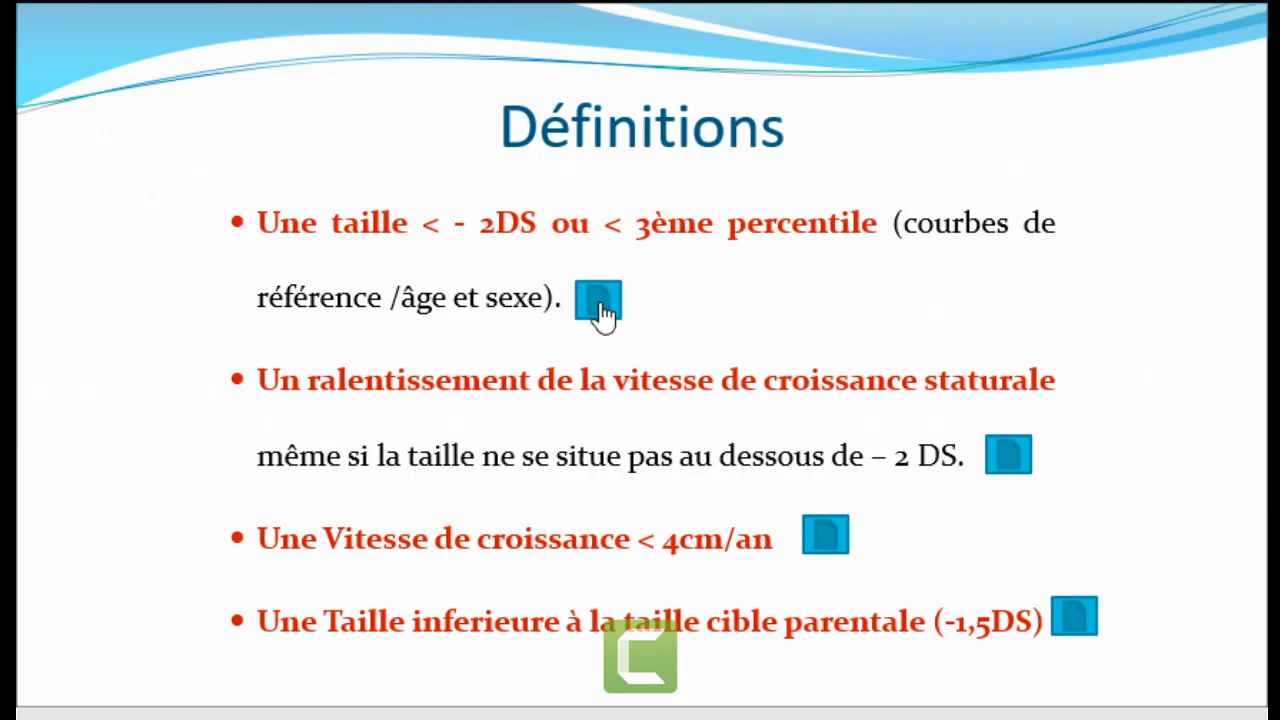 Définitions
• Une taille < - 2DS ou < 3ème percentile (courbes de
référence /âge et sexe).
• Un ralentissement de la vitesse de croissance staturale
même si la taille ne se situe pas au dessous de – 2 DS.
• Une Vitesse de croissance < 4cm/an
• Une Taille inferieure à la taille cible parentale (-1,5DS)